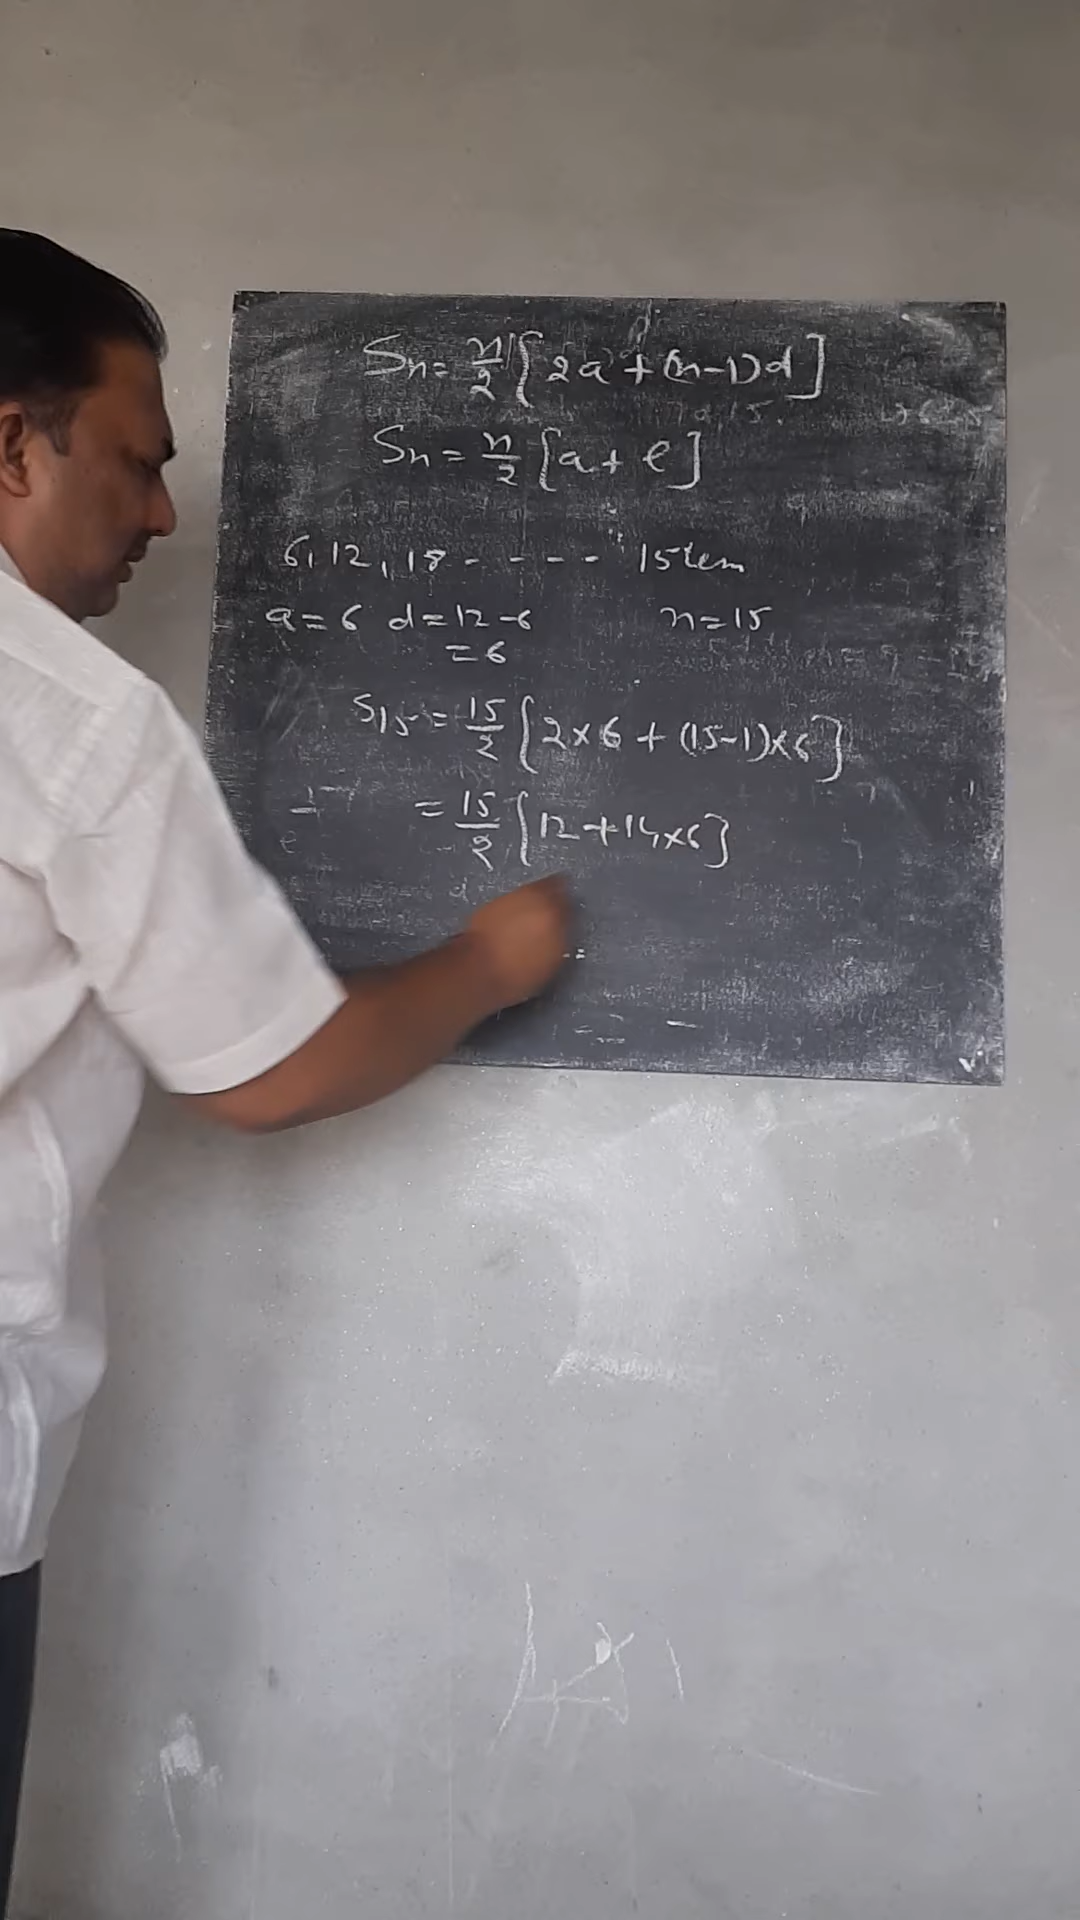 Sn = n/2 [2a + (n-1)d]
Sn = n/2 [a + l]
6, 12, 18 - - - - - 15 tem
a = 6 d = 12 - 6 n = 15
= 6
S15 = 15/2 [2×6 + (15-1)×6]
= 15/2 [12 + 14×6]